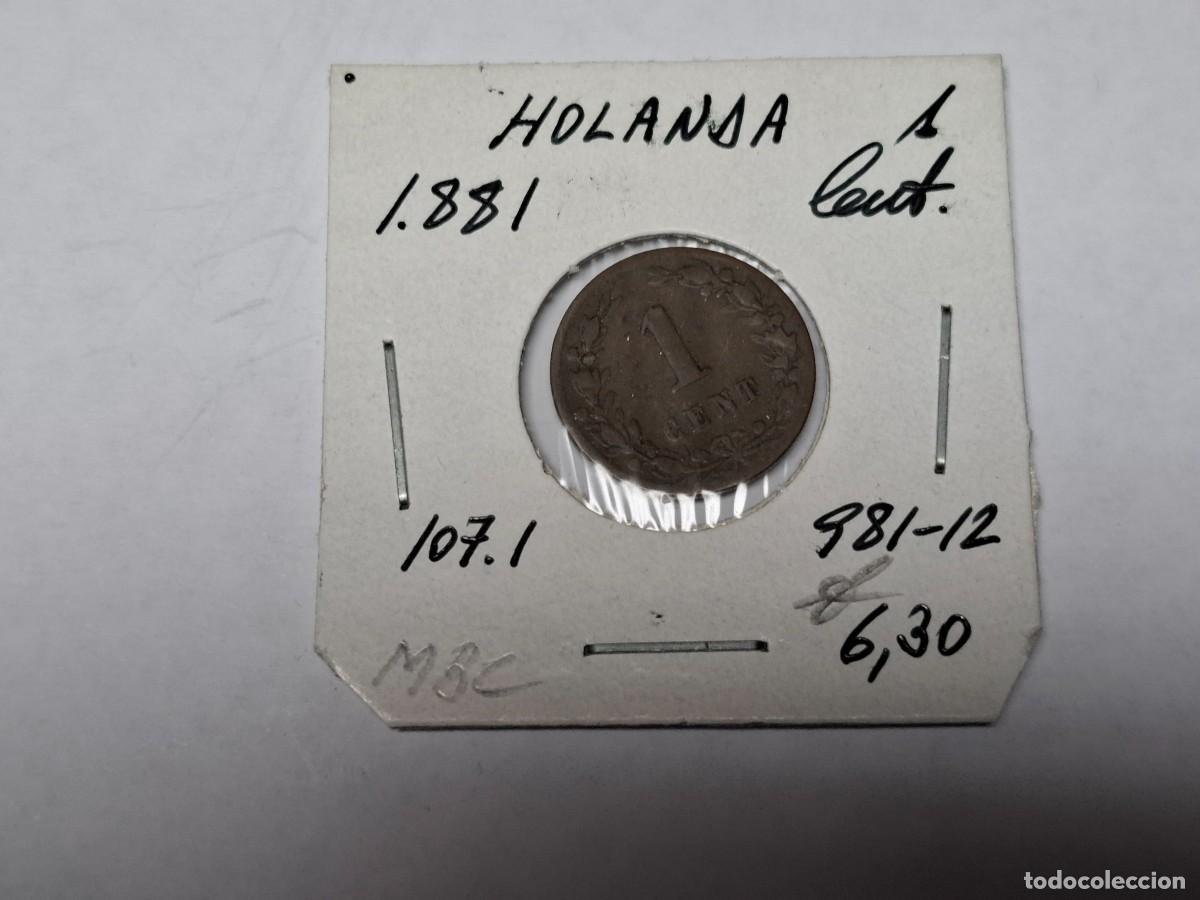 HOLANDA 1
1.881 Cent.
1
CENT
107.1 981-12
6,30
MBC
todocoleccion